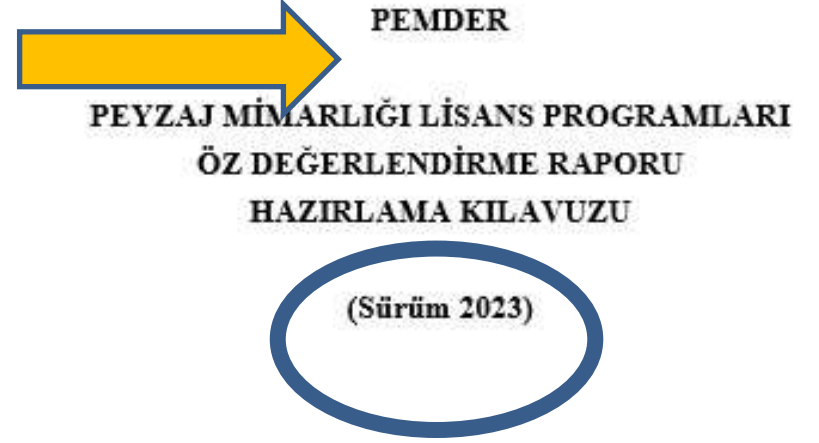 PEMDER
PEYZAJ MİMARLIĞI LİSANS PROGRAMLARI
ÖZ DEĞERLENDİRME RAPORU
HAZIRLAMA KILAVUZU
(Sürüm 2023)